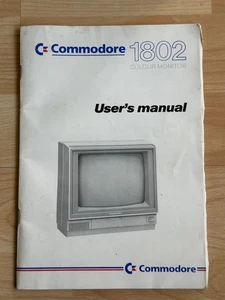 Commodore 1802
COLOUR MONITOR
User's manual
Commodore